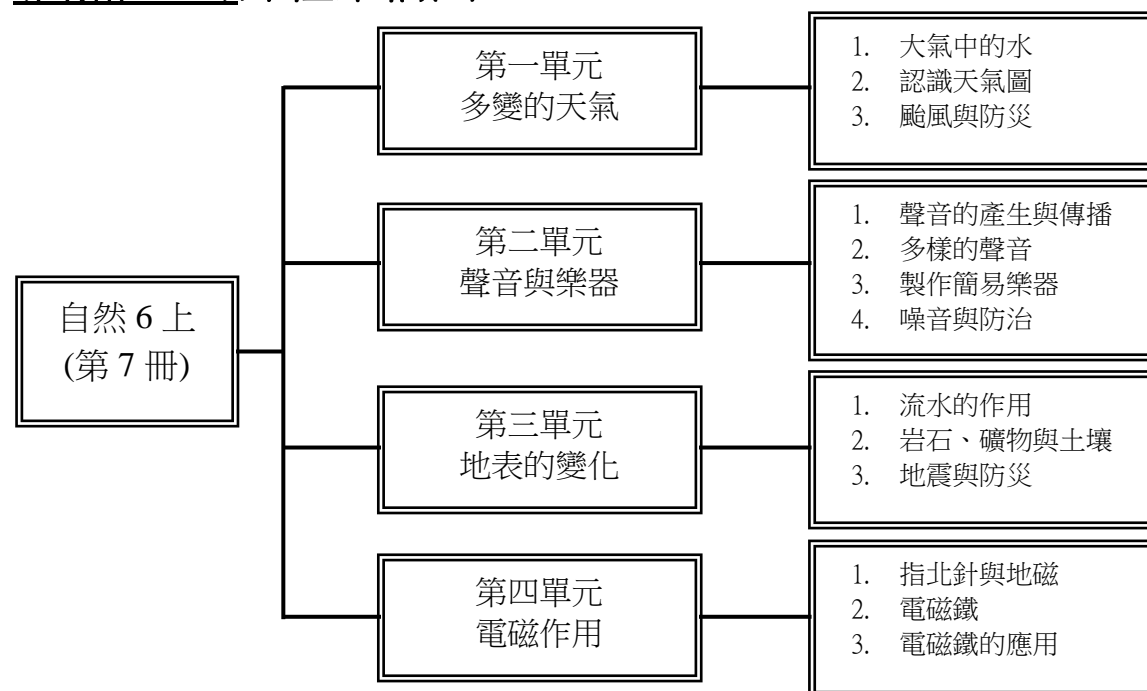 自然 6 上
(第 7 冊)
第一單元
多變的天氣
1. 大氣中的水
2. 認識天氣圖
3. 颱風與防災
第二單元
聲音與樂器
1. 聲音的產生與傳播
2. 多樣的聲音
3. 製作簡易樂器
4. 噪音與防治
第三單元
地表的變化
1. 流水的作用
2. 岩石、礦物與土壤
3. 地震與防災
第四單元
電磁作用
1. 指北針與地磁
2. 電磁鐵
3. 電磁鐵的應用